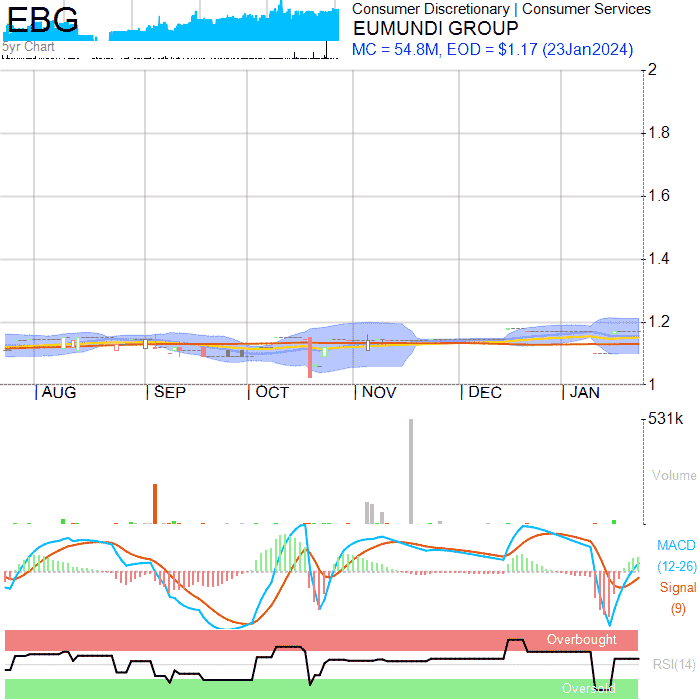 EBG
5yr Chart
Consumer Discretionary | Consumer Services
EUMUNDI GROUP
MC = 54.8M, EOD = $1.17 (23Jan2024)
2
1.8
1.6
1.4
1.2
1
AUG SEP OCT NOV DEC JAN
531k
Volume
MACD
(12-26)
Signal
(9)
Overbought
RSI(14)
Oversold